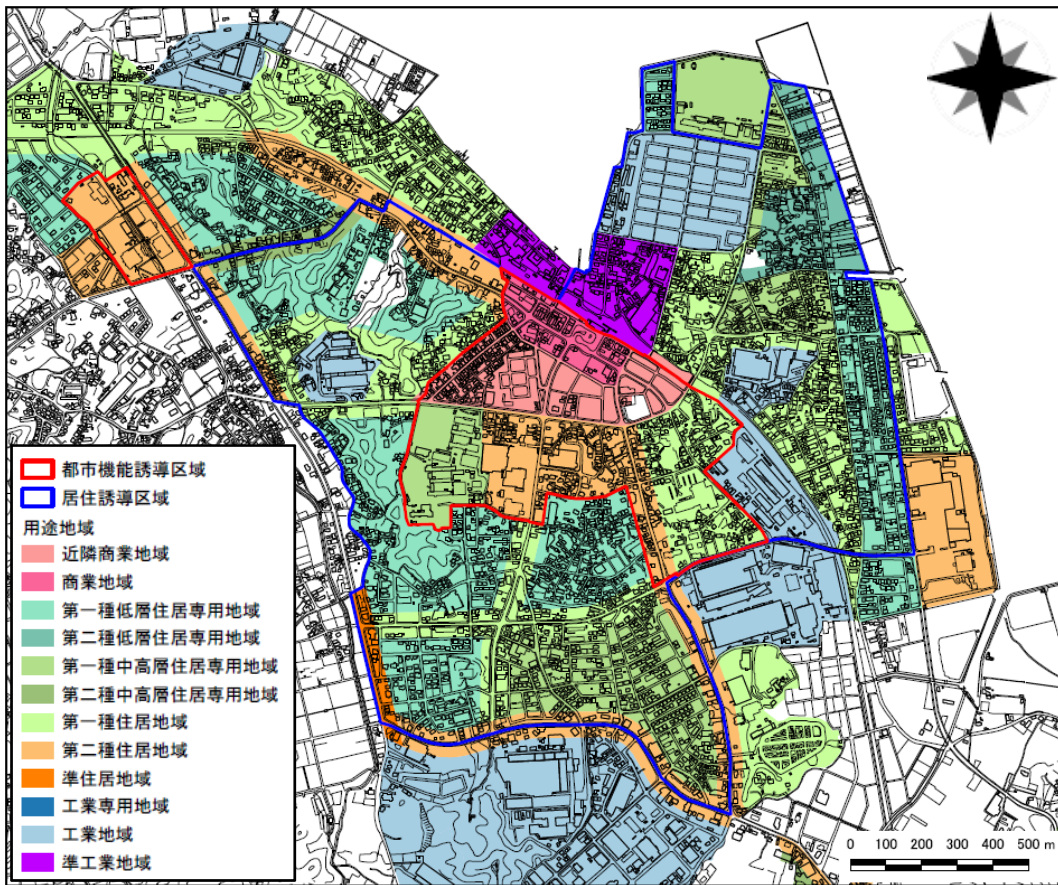 都市機能誘導区域
居住誘導区域
用途地域
近隣商業地域
商業地域
第一種低層住居専用地域
第二種低層住居専用地域
第一種中高層住居専用地域
第二種中高層住居専用地域
第一種住居地域
第二種住居地域
準住居地域
工業専用地域
工業地域
準工業地域
0 100 200 300 400 500 m